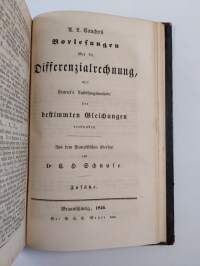 A. L. Cauchy's
Vorlesungen
über die
Differenzialrechnung,
mit
Fourier's Auflösungsmethode
der
bestimmten Gleichungen
verbunden.
Aus dem Französischen übersetzt
von
Dr C. H. Schnuse
Zusätze.
Braunschweig, 1846.